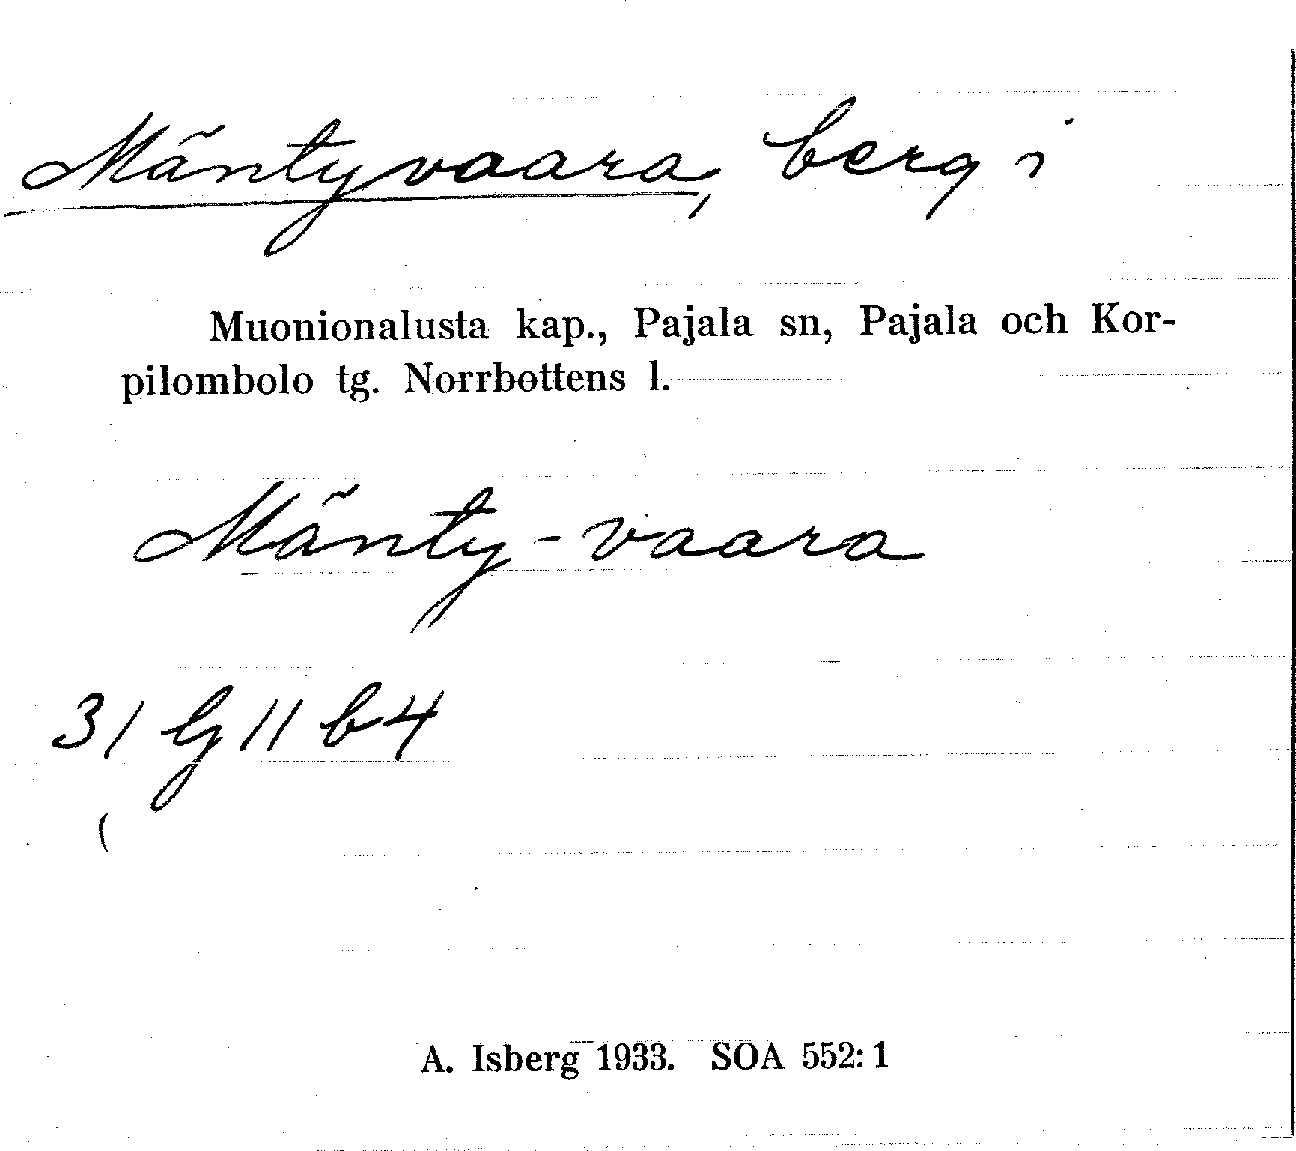 Mäntyvaara, berg i
Muonionalusta kap., Pajala sn, Pajala och Kor-
pilombolo tg. Norrbottens l.
Mänty-vaara
31 G 11 b 4
A. Isberg 1933. SOA 552:1